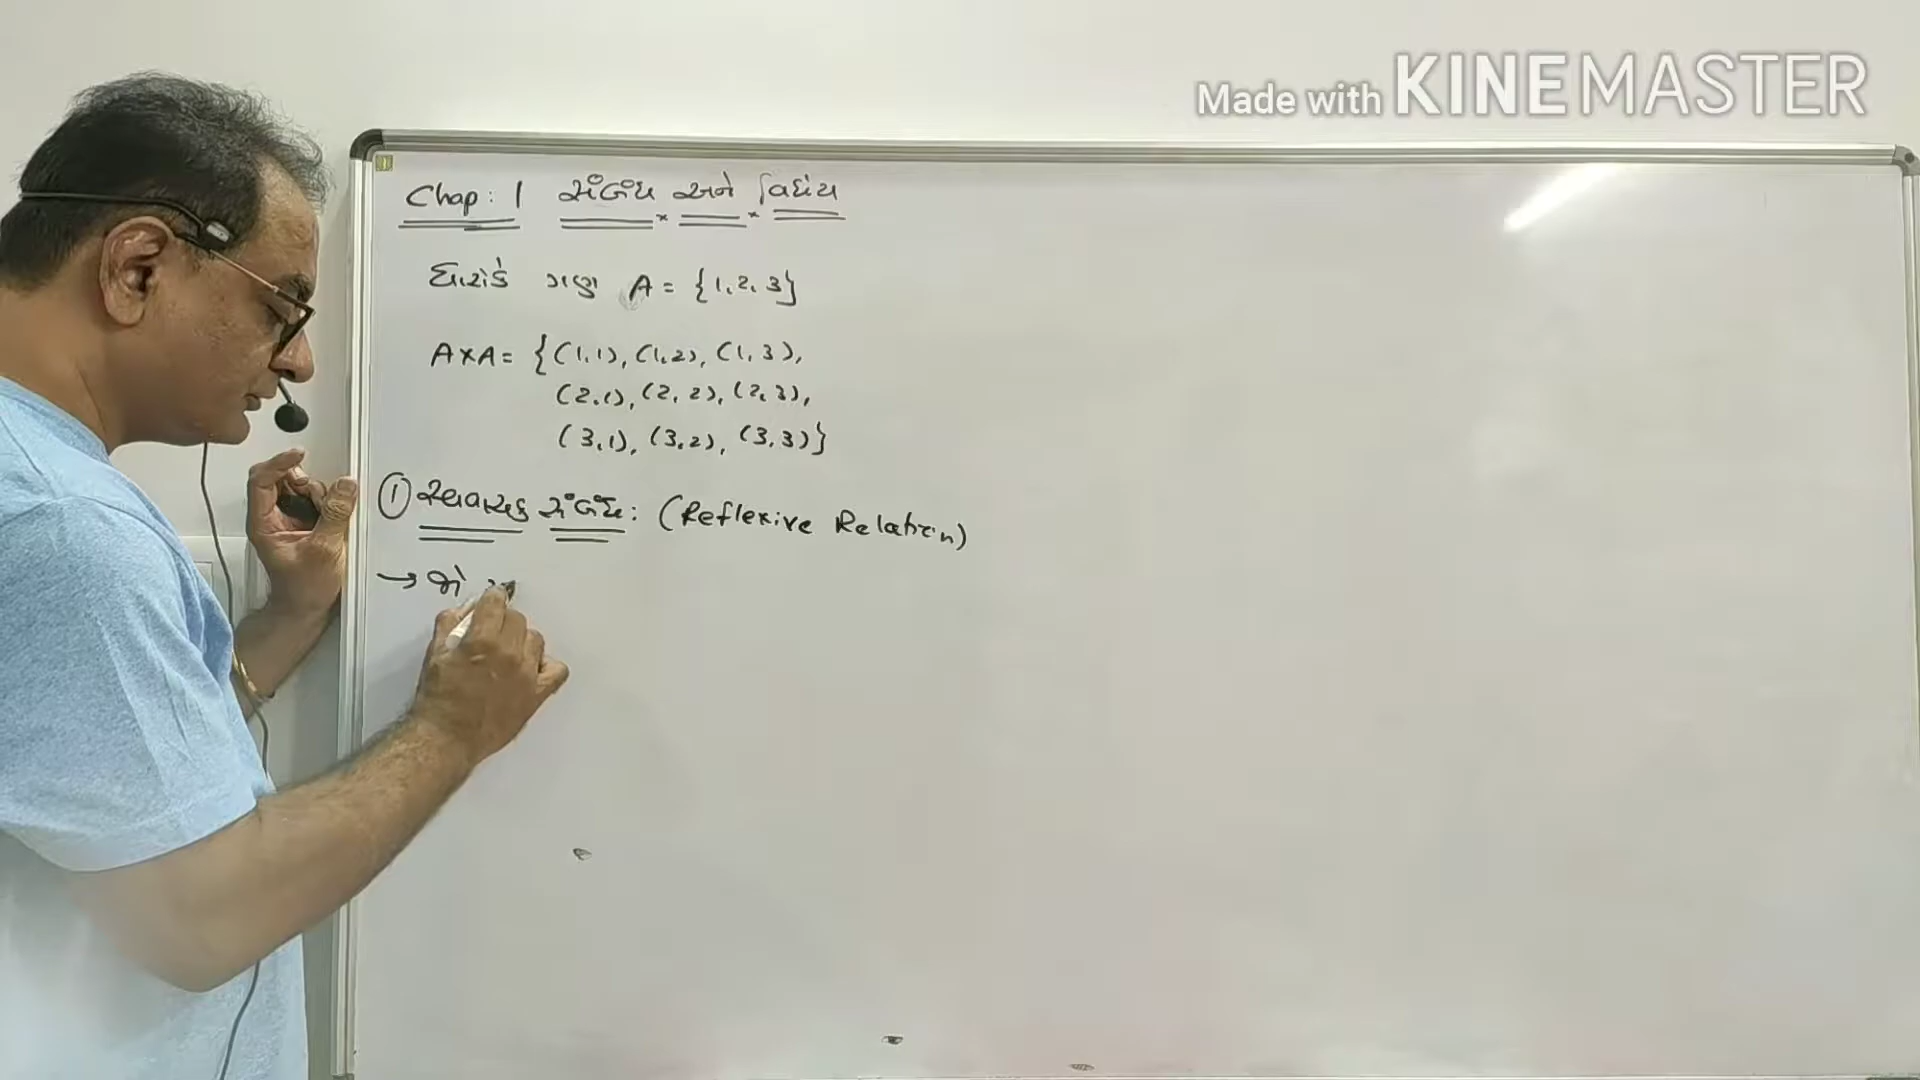 Made with KINEMASTER
Chap: 1 સંબંધ અને વિધેય
ધારોકે ગણ A = {1, 2, 3}
A×A = {(1,1), (1,2), (1,3),
(2,1), (2,2), (2,3),
(3,1), (3,2), (3,3)}
① સ્વવાચક સંબંધ: (Reflexive Relation)
→ જો